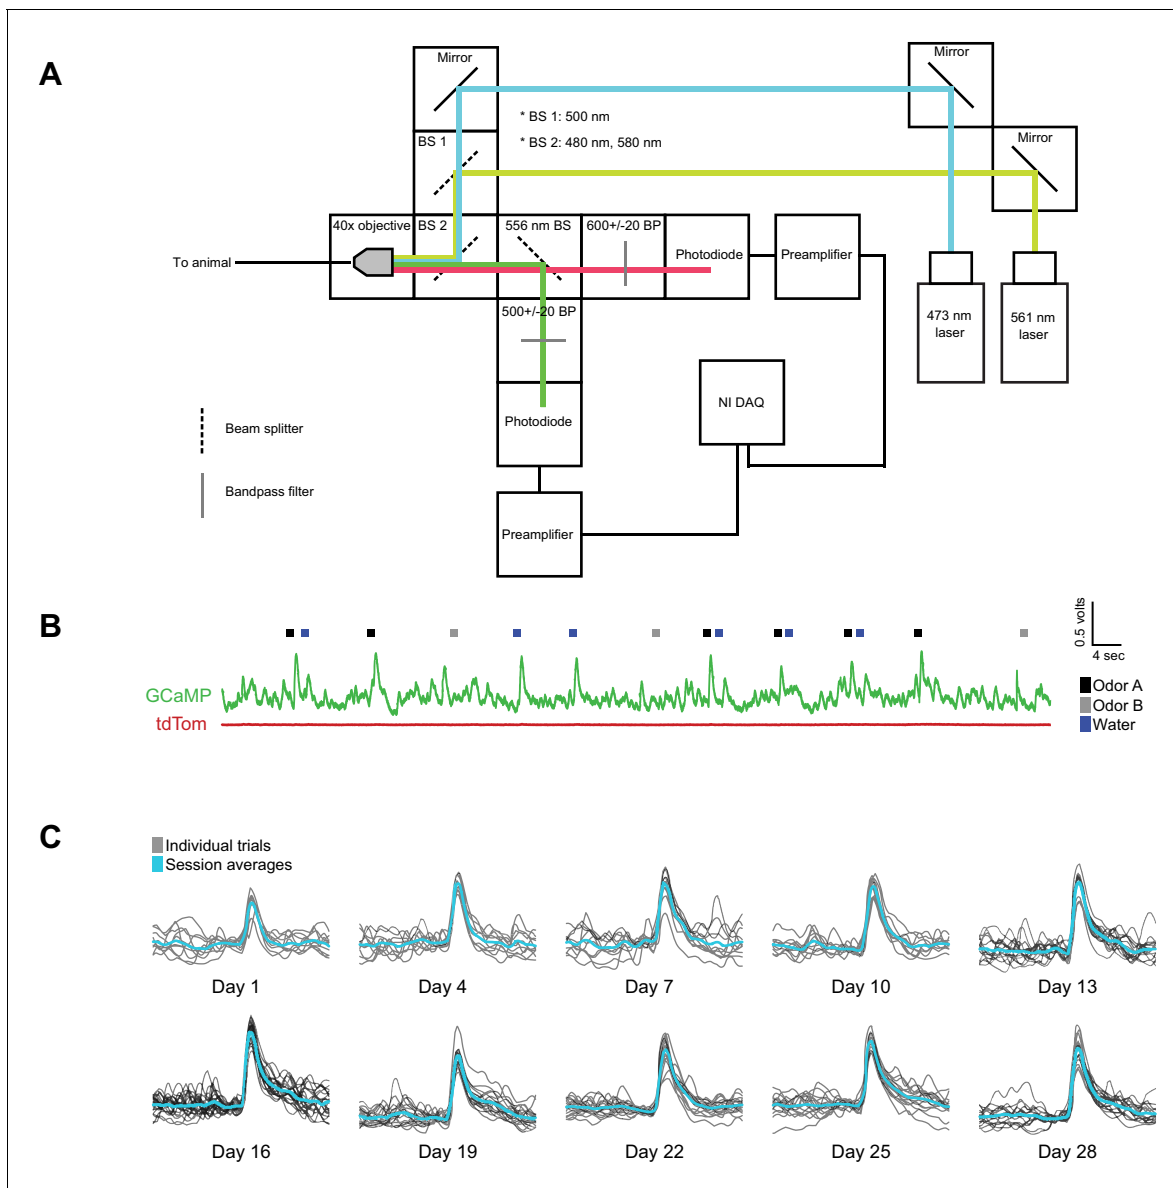 A
Mirror
Mirror
* BS 1: 500 nm
BS 1
* BS 2: 480 nm, 580 nm
Mirror
40x objective
BS 2
556 nm BS
600+/-20 BP
To animal
Photodiode
Preamplifier
500+/-20 BP
473 nm
laser
561 nm
laser
NI DAQ
Photodiode
Beam splitter
Bandpass filter
Preamplifier
B
0.5 volts
4 sec
GCaMP
tdTom
Odor A
Odor B
Water
C
Individual trials
Session averages
Day 1
Day 4
Day 7
Day 10
Day 13
Day 16
Day 19
Day 22
Day 25
Day 28